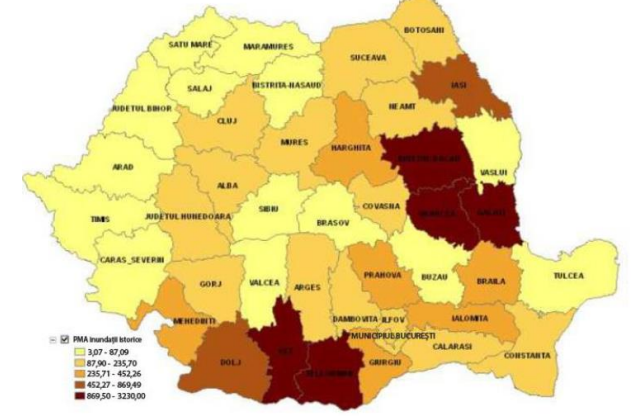 BOTOSANI
SATU MARE
MARAMURES
SUCEAVA
IASI
SALAJ
BISTRITA-NASAUD
JUDETUL BIHOR
NEAMT
CLUJ
MURES
HARGHITA
VASLUI
ARAD
ALBA
COVASNA
SIBIU
BRASOV
TIMIS
JUDETUL HUNEDOARA
CARAS_SEVERIN
PRAHOVA
BUZAU
BRAILA
TULCEA
GORJ
VALCEA
ARGES
MEHEDINTI
DAMBOVITA
ILFOV
IALOMITA
MUNICIPIUL BUCUREȘTI
CALARASI
CONSTANTA
DOLJ
GIURGIU
PMA inundații istorice
3,07 - 87,09
87,90 - 235,70
235,71 - 452,26
452,27 - 869,49
869,50 - 3230,00